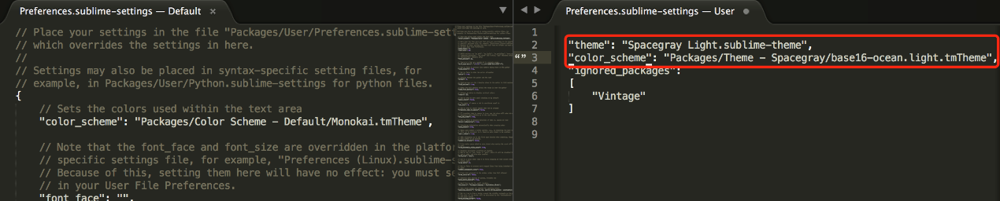 Preferences.sublime-settings — Default
// Place your settings in the file "Packages/User/Preferences.sublime-set
// which overrides the settings in here.
//
// Settings may also be placed in syntax-specific setting files, for
// example, in Packages/User/Python.sublime-settings for python files.
{
// Sets the colors used within the text area
"color_scheme": "Packages/Color Scheme - Default/Monokai.tmTheme",
// Note that the font_face and font_size are overridden in the platfor
// specific settings file, for example, "Preferences (Linux).sublime-s
// Because of this, setting them here will have no effect: you must se
// in your User File Preferences.
"font_face": "",
Preferences.sublime-settings — User
1
2 "theme": "Spacegray Light.sublime-theme",
“” 3 "color_scheme": "Packages/Theme - Spacegray/base16-ocean.light.tmTheme",
4 "ignored_packages":
5 [
6 "Vintage"
7 ]
8
9